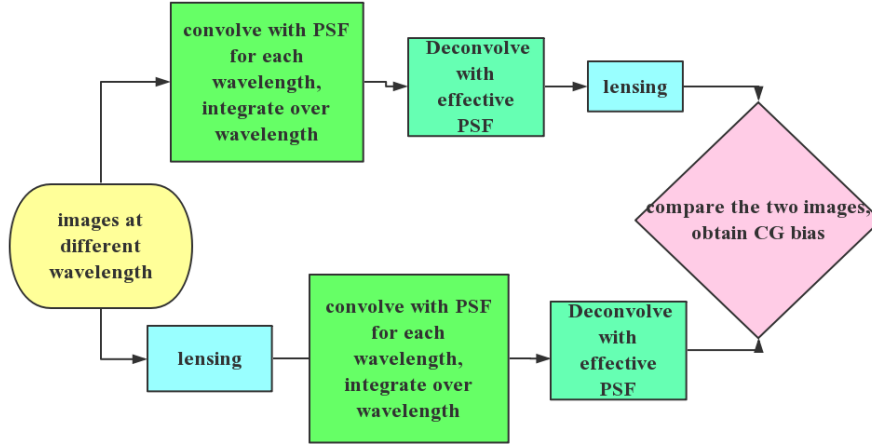 convolve with PSF
for each
wavelength,
integrate over
wavelength
Deconvolve
with
effective
PSF
lensing
images at
different
wavelength
compare the two images,
obtain CG bias
lensing
convolve with PSF
for each
wavelength,
integrate over
wavelength
Deconvolve
with
effective
PSF